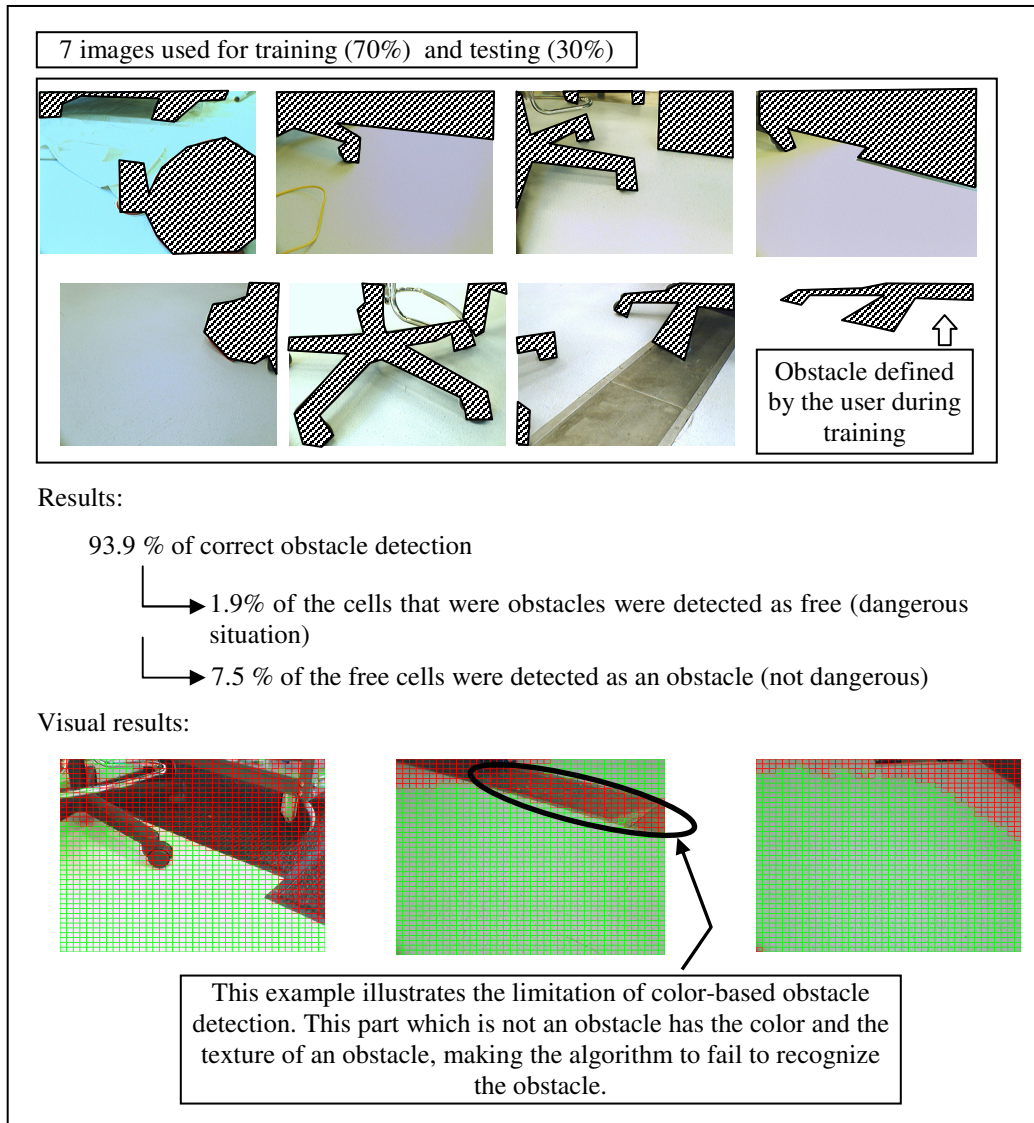 7 images used for training (70%) and testing (30%)
Obstacle defined
by the user during
training
Results:
93.9 % of correct obstacle detection
1.9% of the cells that were obstacles were detected as free (dangerous
situation)
7.5 % of the free cells were detected as an obstacle (not dangerous)
Visual results:
This example illustrates the limitation of color-based obstacle
detection. This part which is not an obstacle has the color and the
texture of an obstacle, making the algorithm to fail to recognize
the obstacle.